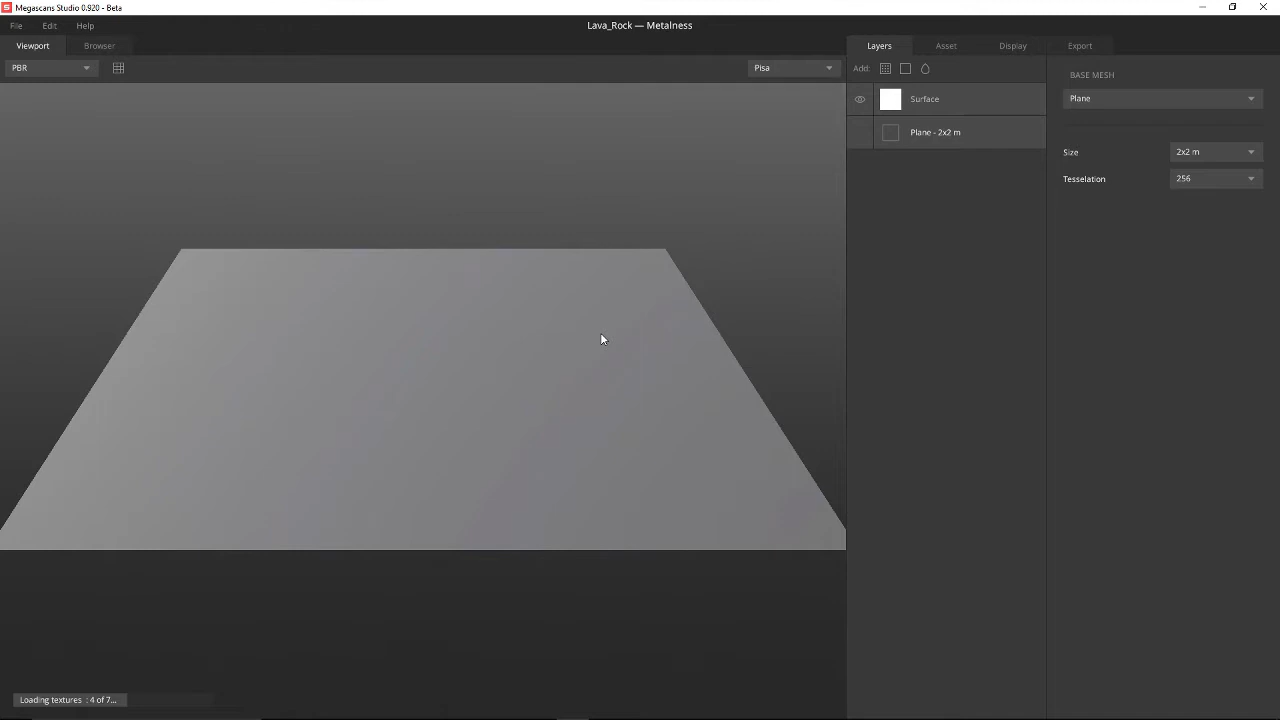 Megascans Studio 0.920 - Beta
File Edit Help
Lava_Rock — Metalness
Viewport Browser
Layers Asset Display Export
PBR
Pisa
Add:
BASE MESH
Surface
Plane
Plane - 2x2 m
Size 2x2 m
Tesselation 256
Loading textures : 4 of 7...